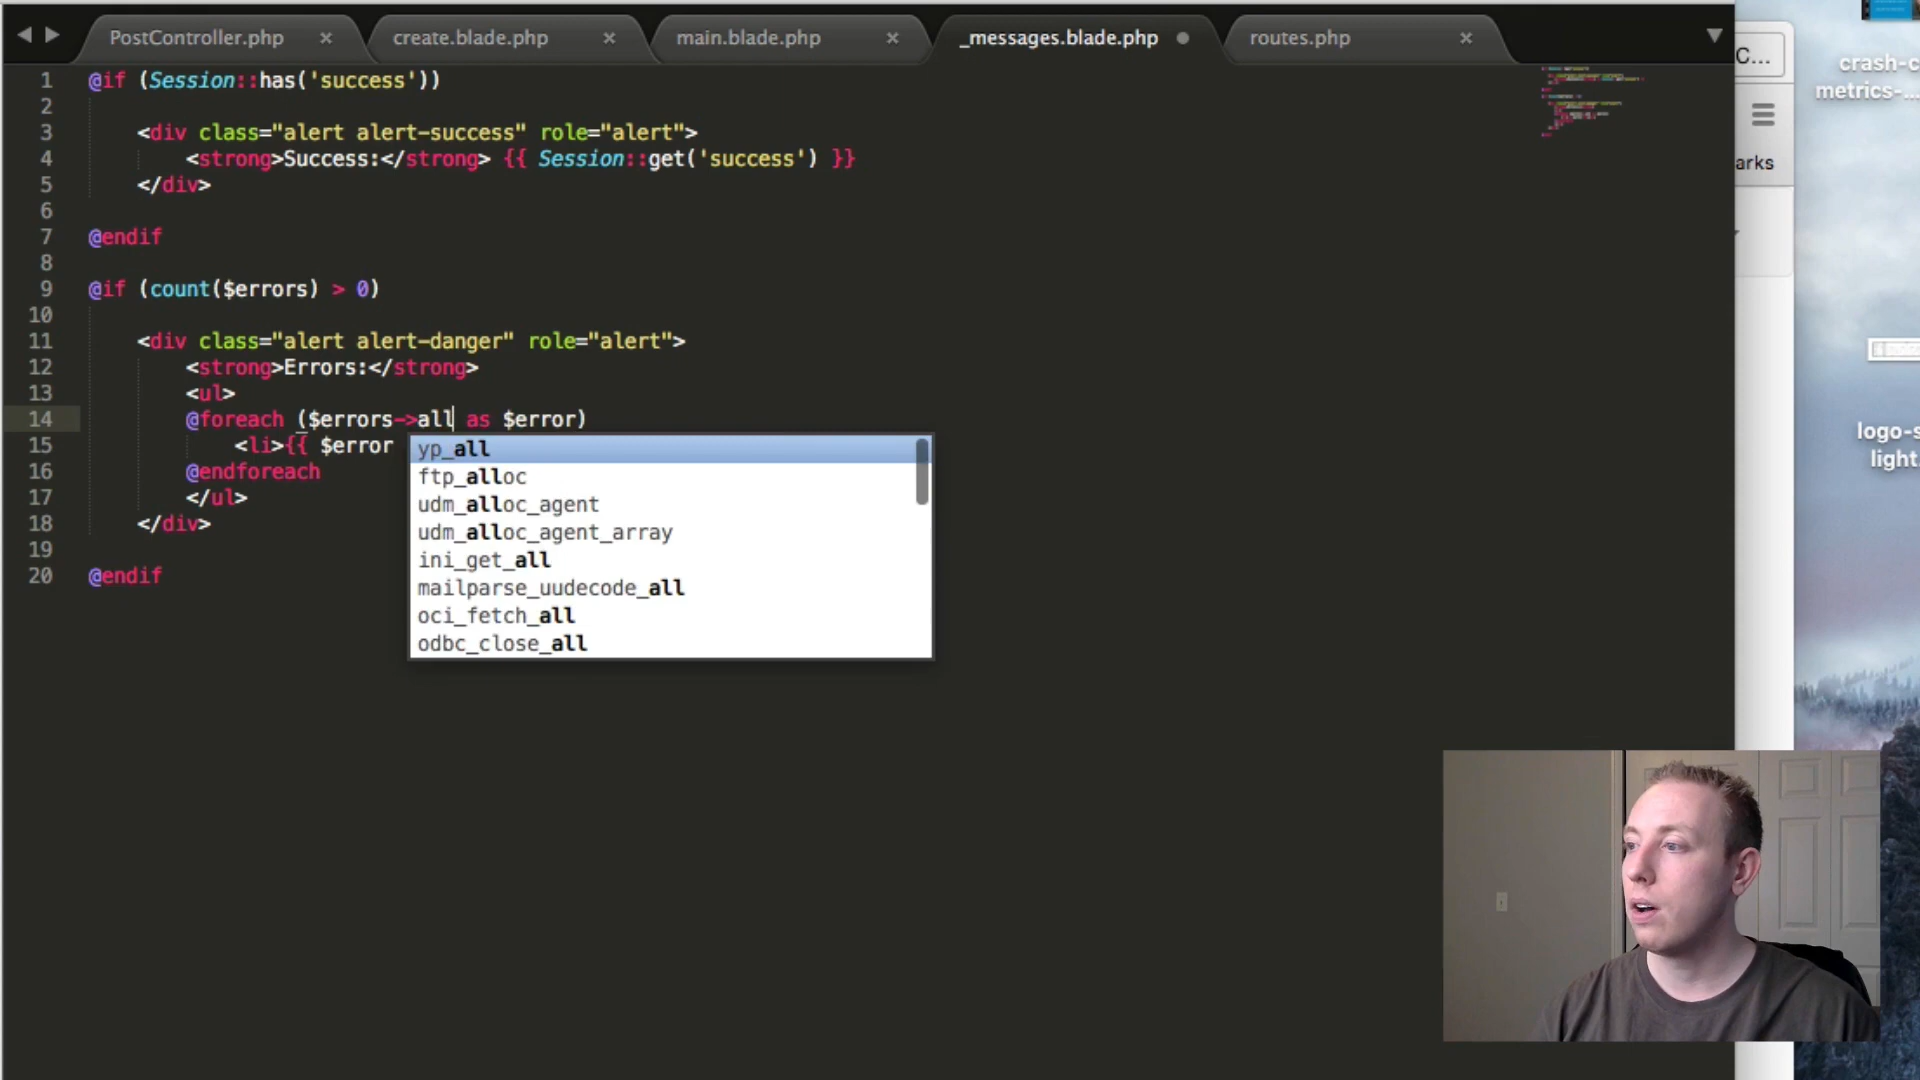 PostController.php × create.blade.php × main.blade.php × _messages.blade.php routes.php ×
1 @if (Session::has('success'))
2
3 <div class="alert alert-success" role="alert">
4 <strong>Success:</strong> {{ Session::get('success') }}
5 </div>
6
7 @endif
8
9 @if (count($errors) > 0)
10
11 <div class="alert alert-danger" role="alert">
12 <strong>Errors:</strong>
13 <ul>
14 @foreach ($errors->all as $error)
15 <li>{{ $error
16 @endforeach
17 </ul>
18 </div>
19
20 @endif
yp_all
ftp_alloc
udm_alloc_agent
udm_alloc_agent_array
ini_get_all
mailparse_uudecode_all
oci_fetch_all
odbc_close_all
C...
arks
crash-c
metrics-...
logo-s
light.